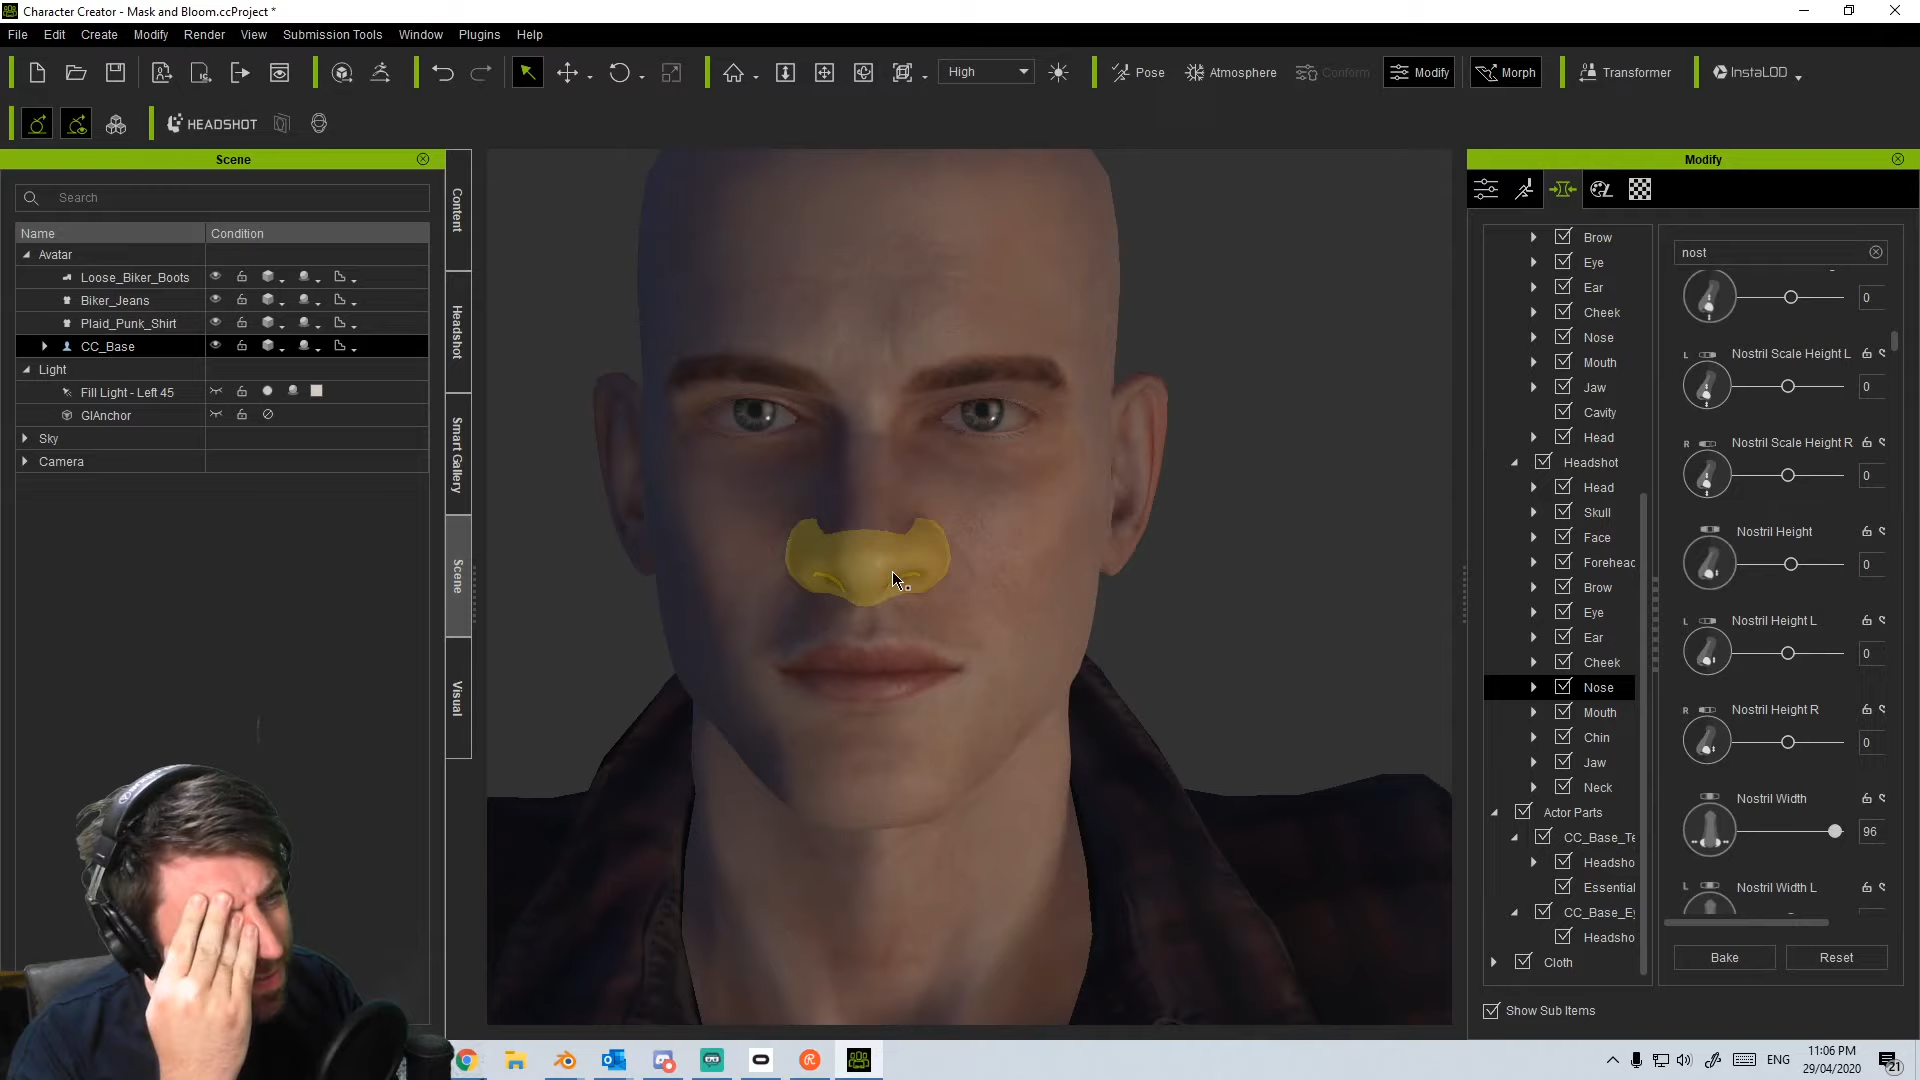 Character Creator - Mask and Bloom.ccProject *
File Edit Create Modify Render View Submission Tools Window Plugins Help
High Pose Atmosphere Conform Modify Morph Transformer InstaLOD
HEADSHOT
Scene
Search
Name Condition
Avatar
Loose_Biker_Boots
Biker_Jeans
Plaid_Punk_Shirt
CC_Base
Light
Fill Light - Left 45
GIAnchor
Sky
Camera
Content
Headshot
Smart Gallery
Scene
Visual
Modify
Brow
Eye
Ear
Cheek
Nose
Mouth
Jaw
Cavity
Head
Headshot
Head
Skull
Face
Forehead
Brow
Eye
Ear
Cheek
Nose
Mouth
Chin
Jaw
Neck
Actor Parts
CC_Base_Te
Headsho
Essential
CC_Base_Ey
Headsho
Cloth
nost
0
L Nostril Scale Height L
0
R Nostril Scale Height R
0
Nostril Height
0
L Nostril Height L
0
R Nostril Height R
0
Nostril Width
96
L Nostril Width L
Bake Reset
Show Sub Items
ENG
11:06 PM
29/04/2020
21